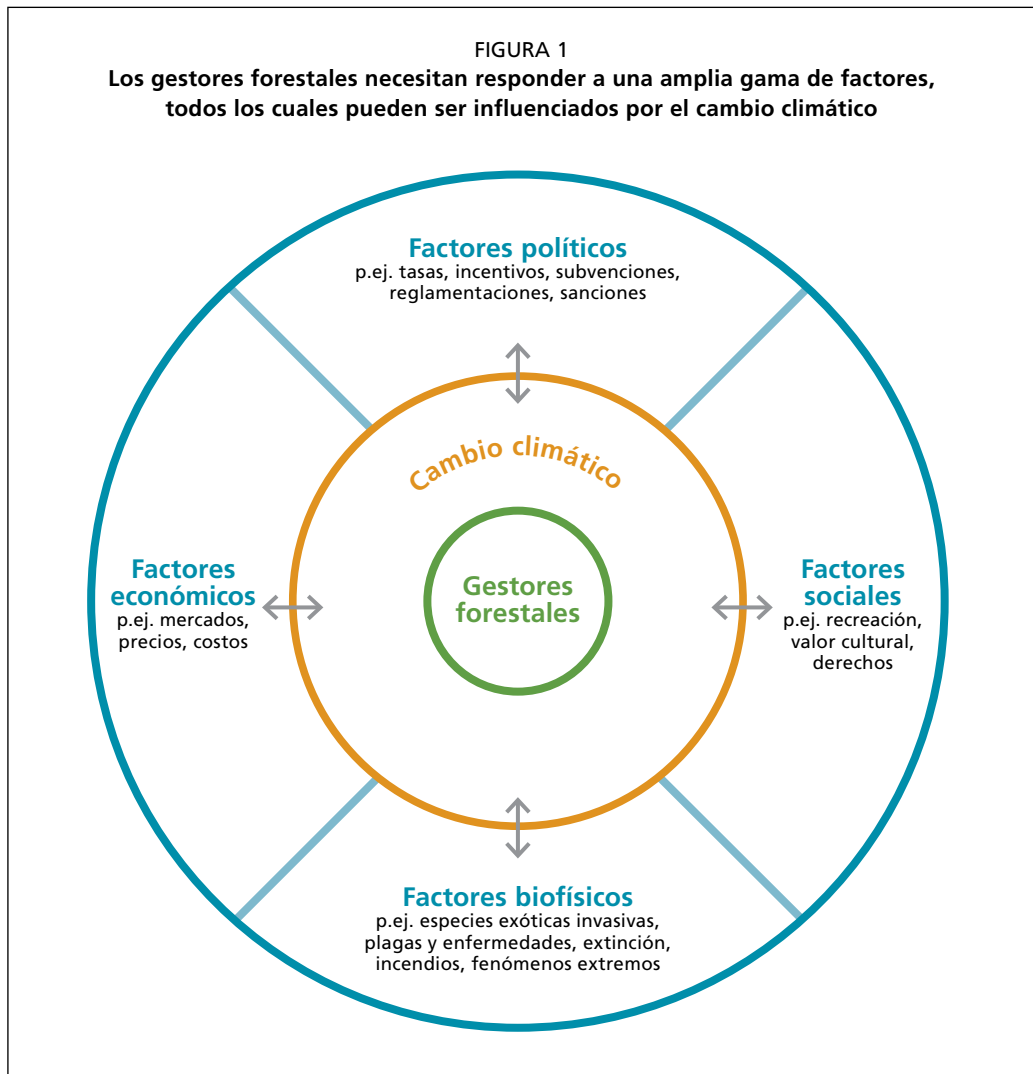 FIGURA 1
Los gestores forestales necesitan responder a una amplia gama de factores,
todos los cuales pueden ser influenciados por el cambio climático
Factores políticos
p.ej. tasas, incentivos, subvenciones,
reglamentaciones, sanciones
Cambio climático
Factores
económicos
p.ej. mercados,
precios, costos
Gestores
forestales
Factores
sociales
p.ej. recreación,
valor cultural,
derechos
Factores biofísicos
p.ej. especies exóticas invasivas,
plagas y enfermedades, extinción,
incendios, fenómenos extremos